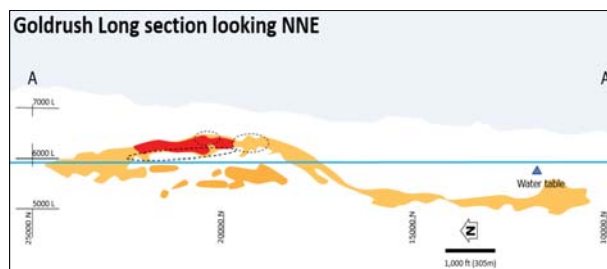 Goldrush Long section looking NNE
A
A
7000 L
6000 L
5000 L
Water table
25000 N
20000 N
15000 N
10000 N
N
1,000 ft (305m)